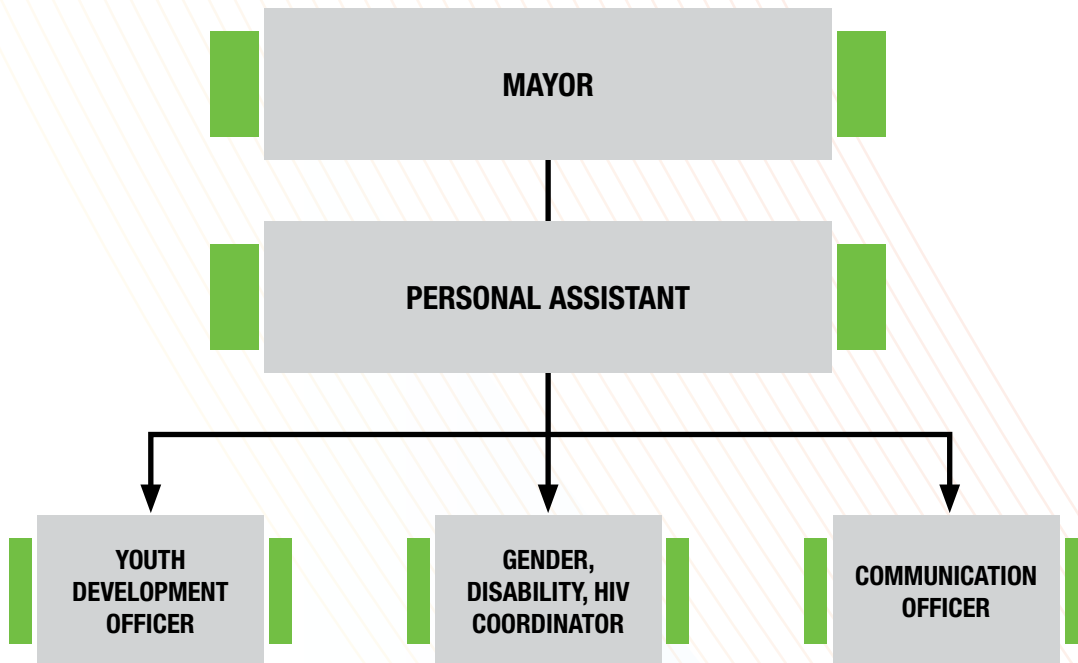 MAYOR
PERSONAL ASSISTANT
YOUTH
DEVELOPMENT
OFFICER
GENDER,
DISABILITY, HIV
COORDINATOR
COMMUNICATION
OFFICER